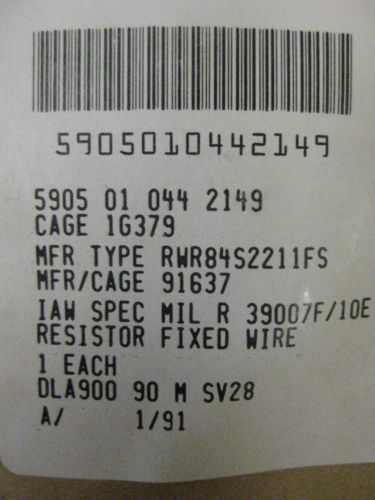 5905010442149
5905 01 044 2149
CAGE 1G379
MFR TYPE RWR84S2211FS
MFR/CAGE 91637
IAW SPEC MIL R 39007F/10E
RESISTOR FIXED WIRE
1 EACH
DLA900 90 M SV28
A/ 1/91